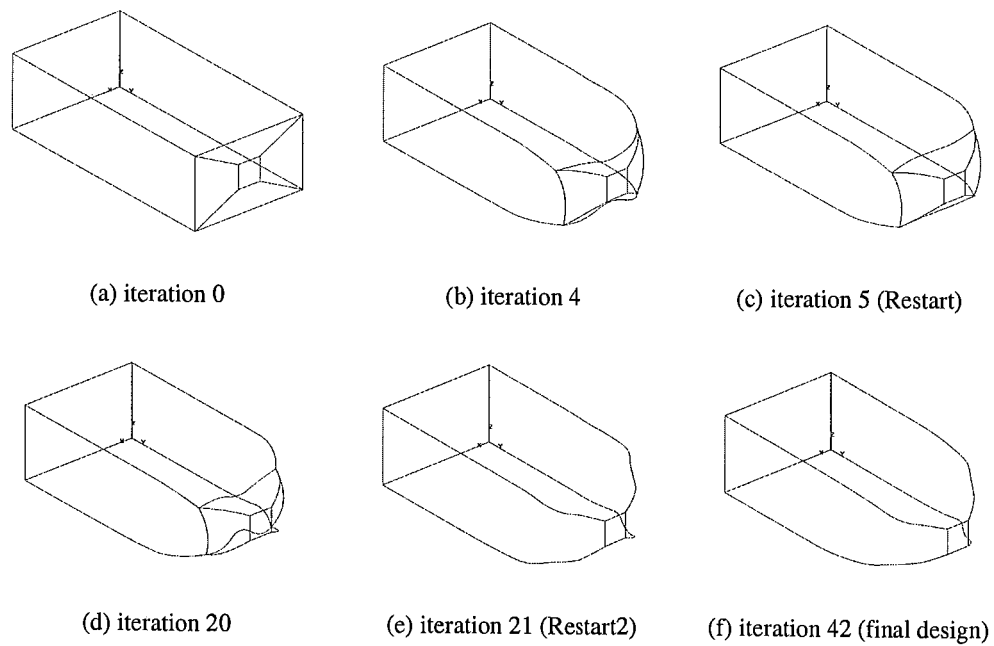 (a) iteration 0
(b) iteration 4
(c) iteration 5 (Restart)
(d) iteration 20
(e) iteration 21 (Restart2)
(f) iteration 42 (final design)